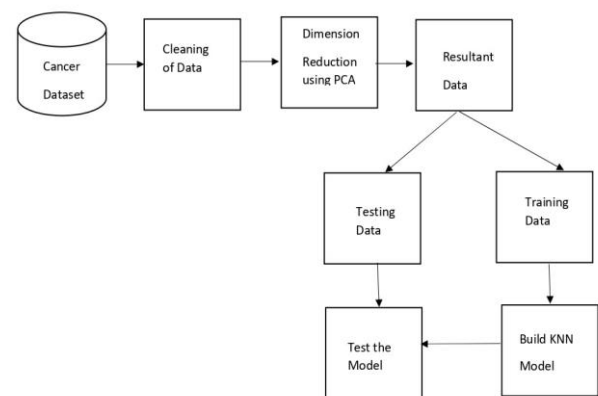 Cancer
Dataset
Cleaning
of Data
Dimension
Reduction
using PCA
Resultant
Data
Testing
Data
Training
Data
Test the
Model
Build KNN
Model